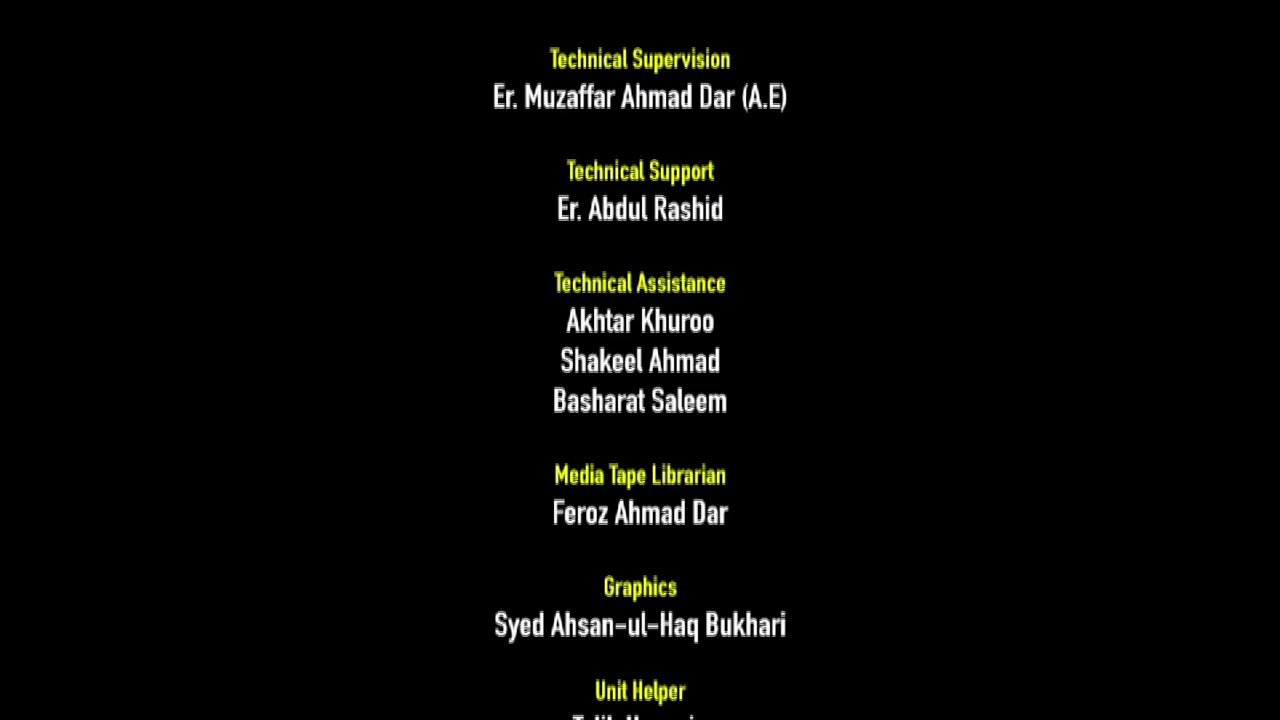 Technical Supervision
Er. Muzaffar Ahmad Dar (A.E)
Technical Support
Er. Abdul Rashid
Technical Assistance
Akhtar Khuroo
Shakeel Ahmad
Basharat Saleem
Media Tape Librarian
Feroz Ahmad Dar
Graphics
Syed Ahsan-ul-Haq Bukhari
Unit Helper